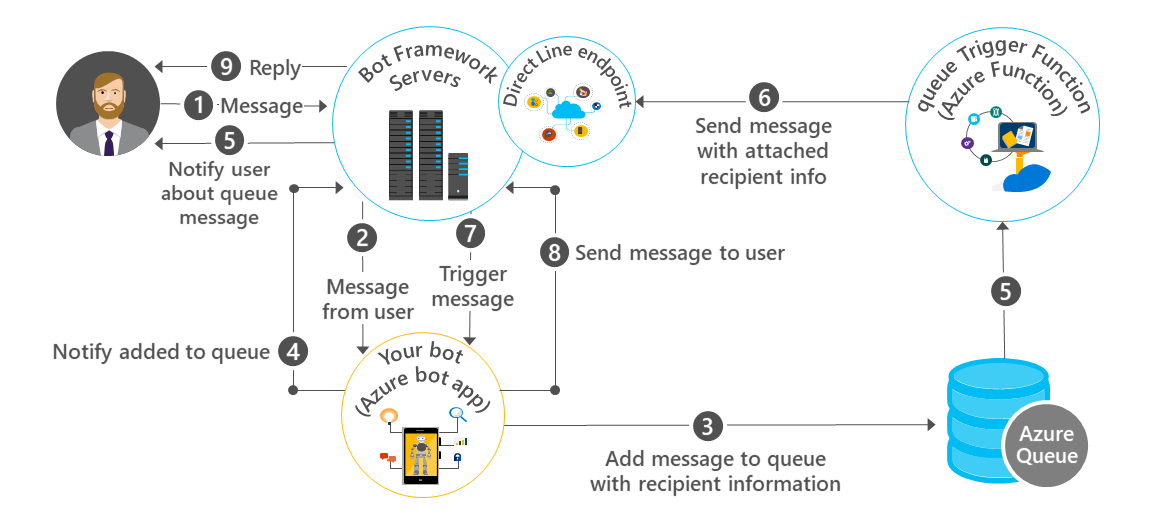 9 Reply
1 Message
5
Notify user
about queue
message
Bot Framework
Servers
Direct Line endpoint
6
Send message
with attached
recipient info
queue Trigger Function
(Azure Function)
2
Message
from user
7
Trigger
message
8 Send message to user
5
Notify added to queue 4
Your bot
(Azure bot app)
3
Add message to queue
with recipient information
Azure
Queue